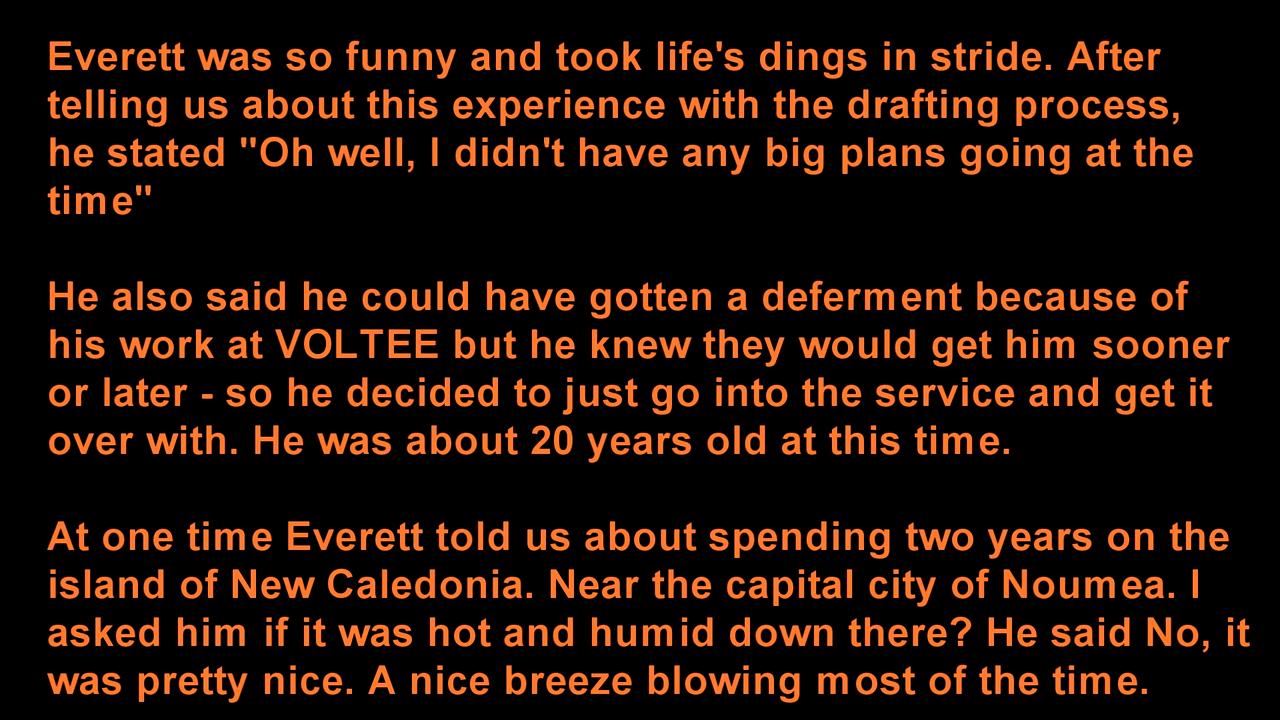 Everett was so funny and took life's dings in stride. After
telling us about this experience with the drafting process,
he stated "Oh well, I didn't have any big plans going at the
time"
He also said he could have gotten a deferment because of
his work at VOLTEE but he knew they would get him sooner
or later - so he decided to just go into the service and get it
over with. He was about 20 years old at this time.
At one time Everett told us about spending two years on the
island of New Caledonia. Near the capital city of Noumea. I
asked him if it was hot and humid down there? He said No, it
was pretty nice. A nice breeze blowing most of the time.